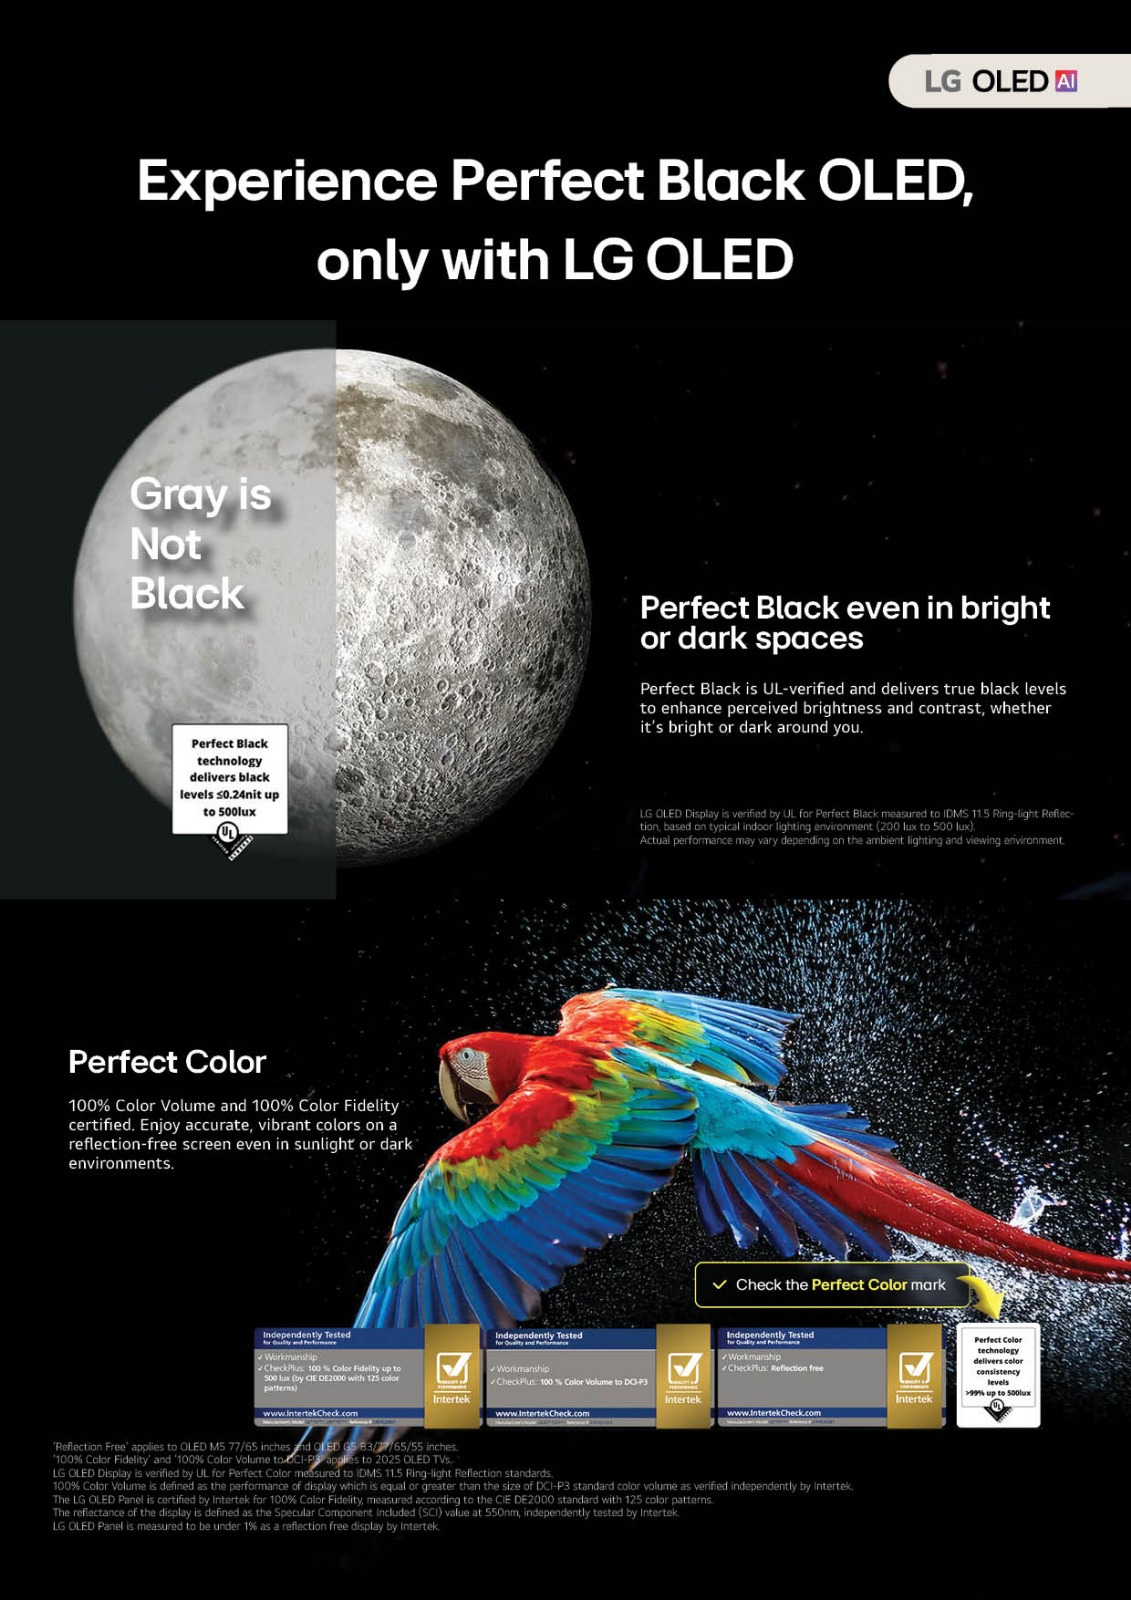 LG OLED AI
Experience Perfect Black OLED,
only with LG OLED
Gray is
Not
Black
Perfect Black
technology
delivers black
levels ≤0.24nit up
to 500lux
UL
Perfect Black even in bright
or dark spaces
Perfect Black is UL-verified and delivers true black levels
to enhance perceived brightness and contrast, whether
it's bright or dark around you.
LG OLED Display is verified by UL for Perfect Black measured to IDMS 11.5 Ring-light Reflec-
tion, based on typical indoor lighting environment (200 lux to 500 lux).
Actual performance may vary depending on the ambient lighting and viewing environment.
Perfect Color
100% Color Volume and 100% Color Fidelity
certified. Enjoy accurate, vibrant colors on a
reflection-free screen even in sunlight or dark
environments.
✓ Check the Perfect Color mark
Independently Tested
for Quality and Performance
✓ Workmanship
✓ CheckPlus: 100 % Color Fidelity up to
500 lux (by CIE DE2000 with 125 color
patterns)
www.IntertekCheck.com
QUALITY &
PERFORMANCE
Intertek
Independently Tested
for Quality and Performance
✓ Workmanship
✓ CheckPlus: 100 % Color Volume to DCI-P3
www.IntertekCheck.com
QUALITY &
PERFORMANCE
Intertek
Independently Tested
for Quality and Performance
✓ Workmanship
✓ CheckPlus: Reflection free
www.IntertekCheck.com
QUALITY &
PERFORMANCE
Intertek
Perfect Color
technology
delivers color
consistency
levels
>99% up to 500lux
UL
'Reflection Free' applies to OLED M5 77/65 inches and OLED G5 83/77/65/55 inches.
'100% Color Fidelity' and '100% Color Volume to DCI-P3' applies to 2025 OLED TVs.
LG OLED Display is verified by UL for Perfect Color measured to IDMS 11.5 Ring-light Reflection standards.
100% Color Volume is defined as the performance of display which is equal or greater than the size of DCI-P3 standard color volume as verified independently by Intertek.
The LG OLED Panel is certified by Intertek for 100% Color Fidelity, measured according to the CIE DE2000 standard with 125 color patterns.
The reflectance of the display is defined as the Specular Component Included (SCI) value at 550nm, independently tested by Intertek.
LG OLED Panel is measured to be under 1% as a reflection free display by Intertek.